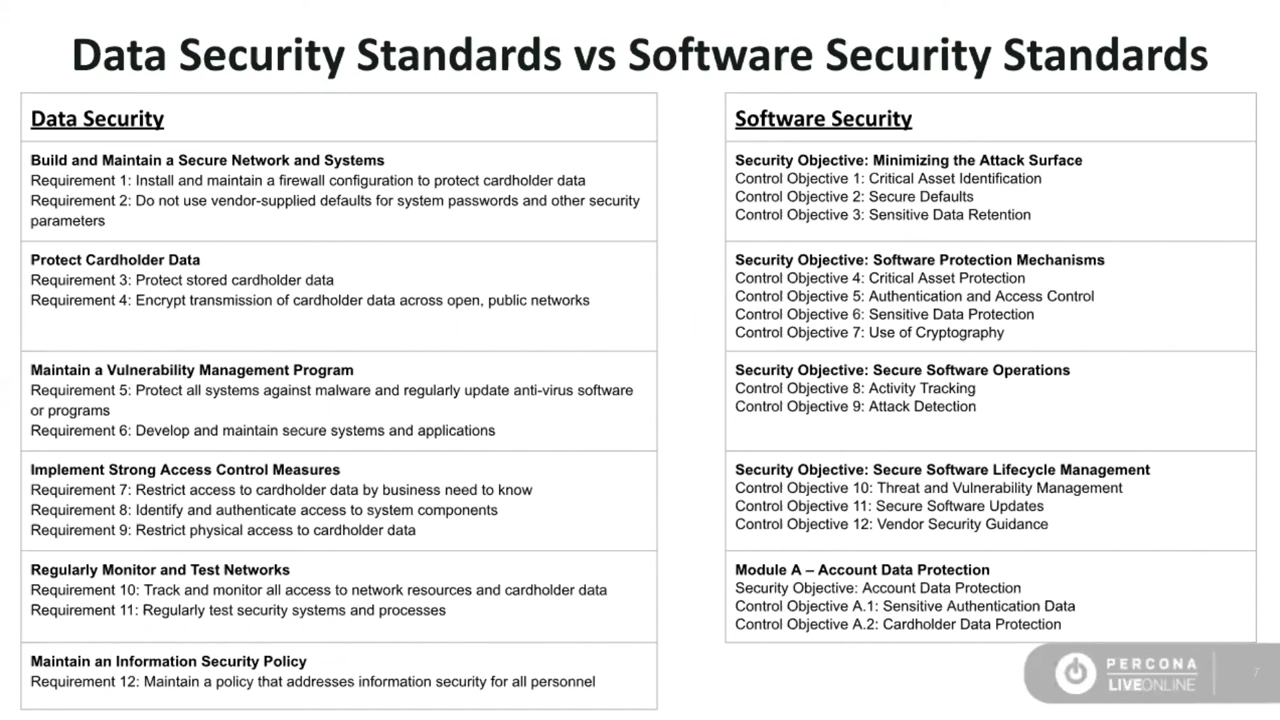 Data Security Standards vs Software Security Standards
Data Security
Build and Maintain a Secure Network and Systems
Requirement 1: Install and maintain a firewall configuration to protect cardholder data
Requirement 2: Do not use vendor-supplied defaults for system passwords and other security
parameters
Protect Cardholder Data
Requirement 3: Protect stored cardholder data
Requirement 4: Encrypt transmission of cardholder data across open, public networks
Maintain a Vulnerability Management Program
Requirement 5: Protect all systems against malware and regularly update anti-virus software
or programs
Requirement 6: Develop and maintain secure systems and applications
Implement Strong Access Control Measures
Requirement 7: Restrict access to cardholder data by business need to know
Requirement 8: Identify and authenticate access to system components
Requirement 9: Restrict physical access to cardholder data
Regularly Monitor and Test Networks
Requirement 10: Track and monitor all access to network resources and cardholder data
Requirement 11: Regularly test security systems and processes
Maintain an Information Security Policy
Requirement 12: Maintain a policy that addresses information security for all personnel
Software Security
Security Objective: Minimizing the Attack Surface
Control Objective 1: Critical Asset Identification
Control Objective 2: Secure Defaults
Control Objective 3: Sensitive Data Retention
Security Objective: Software Protection Mechanisms
Control Objective 4: Critical Asset Protection
Control Objective 5: Authentication and Access Control
Control Objective 6: Sensitive Data Protection
Control Objective 7: Use of Cryptography
Security Objective: Secure Software Operations
Control Objective 8: Activity Tracking
Control Objective 9: Attack Detection
Security Objective: Secure Software Lifecycle Management
Control Objective 10: Threat and Vulnerability Management
Control Objective 11: Secure Software Updates
Control Objective 12: Vendor Security Guidance
Module A – Account Data Protection
Security Objective: Account Data Protection
Control Objective A.1: Sensitive Authentication Data
Control Objective A.2: Cardholder Data Protection
PERCONA
LIVEONLINE
7